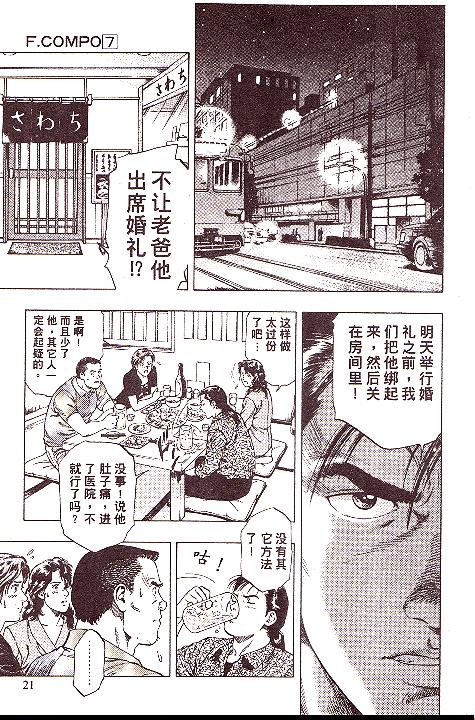 F.COMPO 7
さわち
さわち
不让老爸他
出席婚礼!?
明天举行婚
礼之前，我
们把他绑起
来，然后关
在房间里！
这样做
太过份
了吧…
是啊！
而且少了
他，其它人一
定会起疑的。
没事！说他
肚子痛，进
了医院，不
就行了吗？
没有其
它方法
了！
咕！
………
21